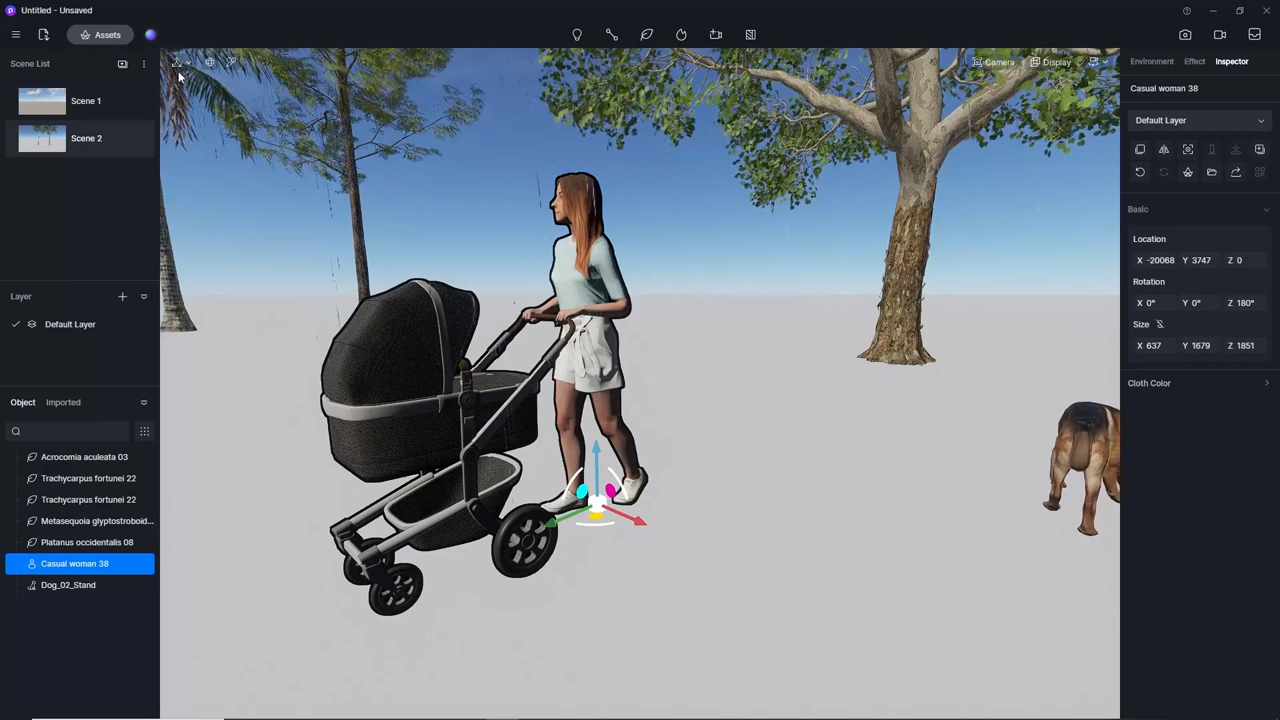 Untitled - Unsaved
Assets
Scene List
Scene 1
Scene 2
Layer
Default Layer
Object Imported
Acrocomia aculeata 03
Trachycarpus fortunei 22
Trachycarpus fortunei 22
Metasequoia glyptostroboid...
Platanus occidentalis 08
Casual woman 38
Dog_02_Stand
Camera Display
Environment Effect Inspector
Casual woman 38
Default Layer
Basic
Location
X -20068 Y 3747 Z 0
Rotation
X 0° Y 0° Z 180°
Size
X 637 Y 1679 Z 1851
Cloth Color